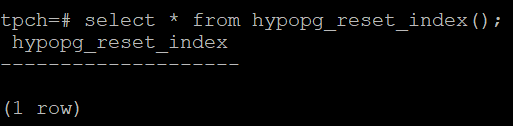 tpch=# select * from hypopg_reset_index();
hypopg_reset_index
--------------------
(1 row)